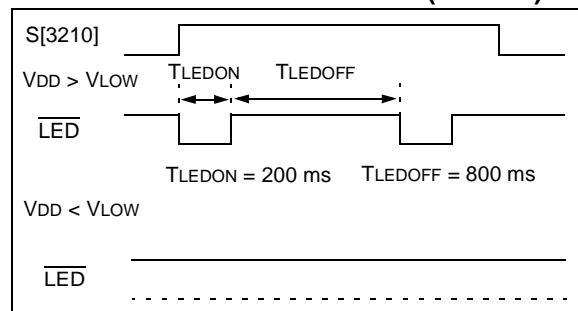 S[3210]
VDD > VLOW
TLEDON TLEDOFF
LED
TLEDON = 200 ms TLEDOFF = 800 ms
VDD < VLOW
LED